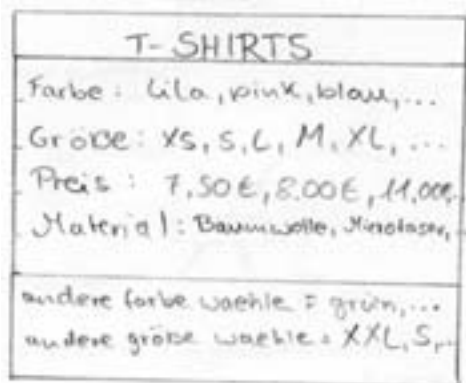 T-SHIRTS
Farbe: Lila, pink, blau, ...
Größe: XS, S, L, M, XL, ...
Preis: 7,50€, 8.00€, 11,00€
Material: Baumwolle, Microfaser,
andere farbe waehle = grün, ...
andere größe waehle = XXL, S, ..